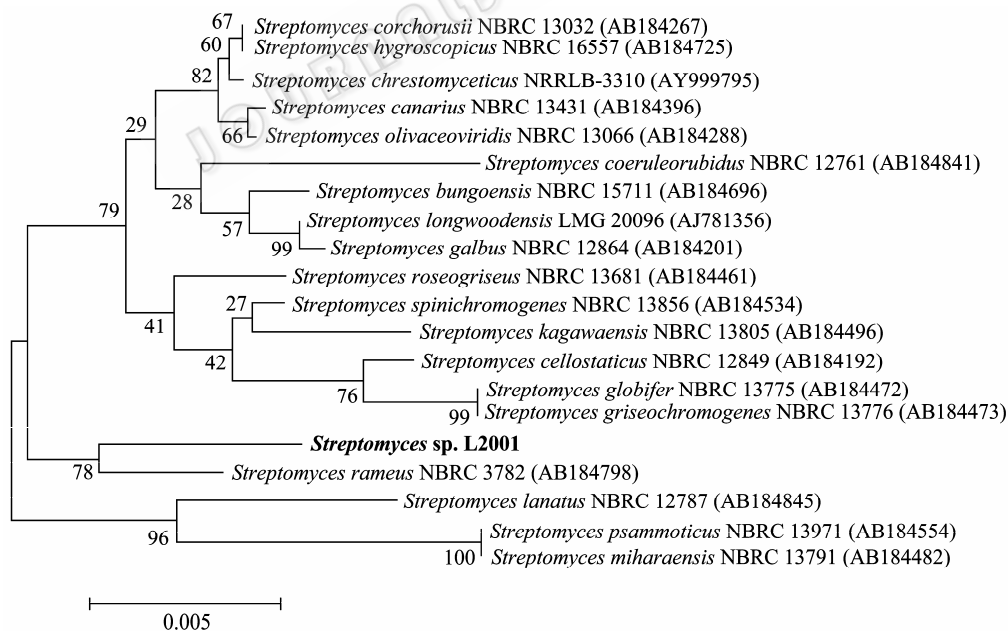 JOURNAL
67
Streptomyces corchorusii NBRC 13032 (AB184267)
60
Streptomyces hygroscopicus NBRC 16557 (AB184725)
82
Streptomyces chrestomyceticus NRRLB-3310 (AY999795)
Streptomyces canarius NBRC 13431 (AB184396)
29
66
Streptomyces olivaceoviridis NBRC 13066 (AB184288)
Streptomyces coeruleorubidus NBRC 12761 (AB184841)
28
Streptomyces bungoensis NBRC 15711 (AB184696)
79
57
Streptomyces longwoodensis LMG 20096 (AJ781356)
99
Streptomyces galbus NBRC 12864 (AB184201)
Streptomyces roseogriseus NBRC 13681 (AB184461)
27
Streptomyces spinichromogenes NBRC 13856 (AB184534)
41
Streptomyces kagawaensis NBRC 13805 (AB184496)
42
Streptomyces cellostaticus NBRC 12849 (AB184192)
76
Streptomyces globifer NBRC 13775 (AB184472)
99
Streptomyces griseochromogenes NBRC 13776 (AB184473)
Streptomyces sp. L2001
78
Streptomyces rameus NBRC 3782 (AB184798)
Streptomyces lanatus NBRC 12787 (AB184845)
96
Streptomyces psammoticus NBRC 13971 (AB184554)
100
Streptomyces miharaensis NBRC 13791 (AB184482)
0.005